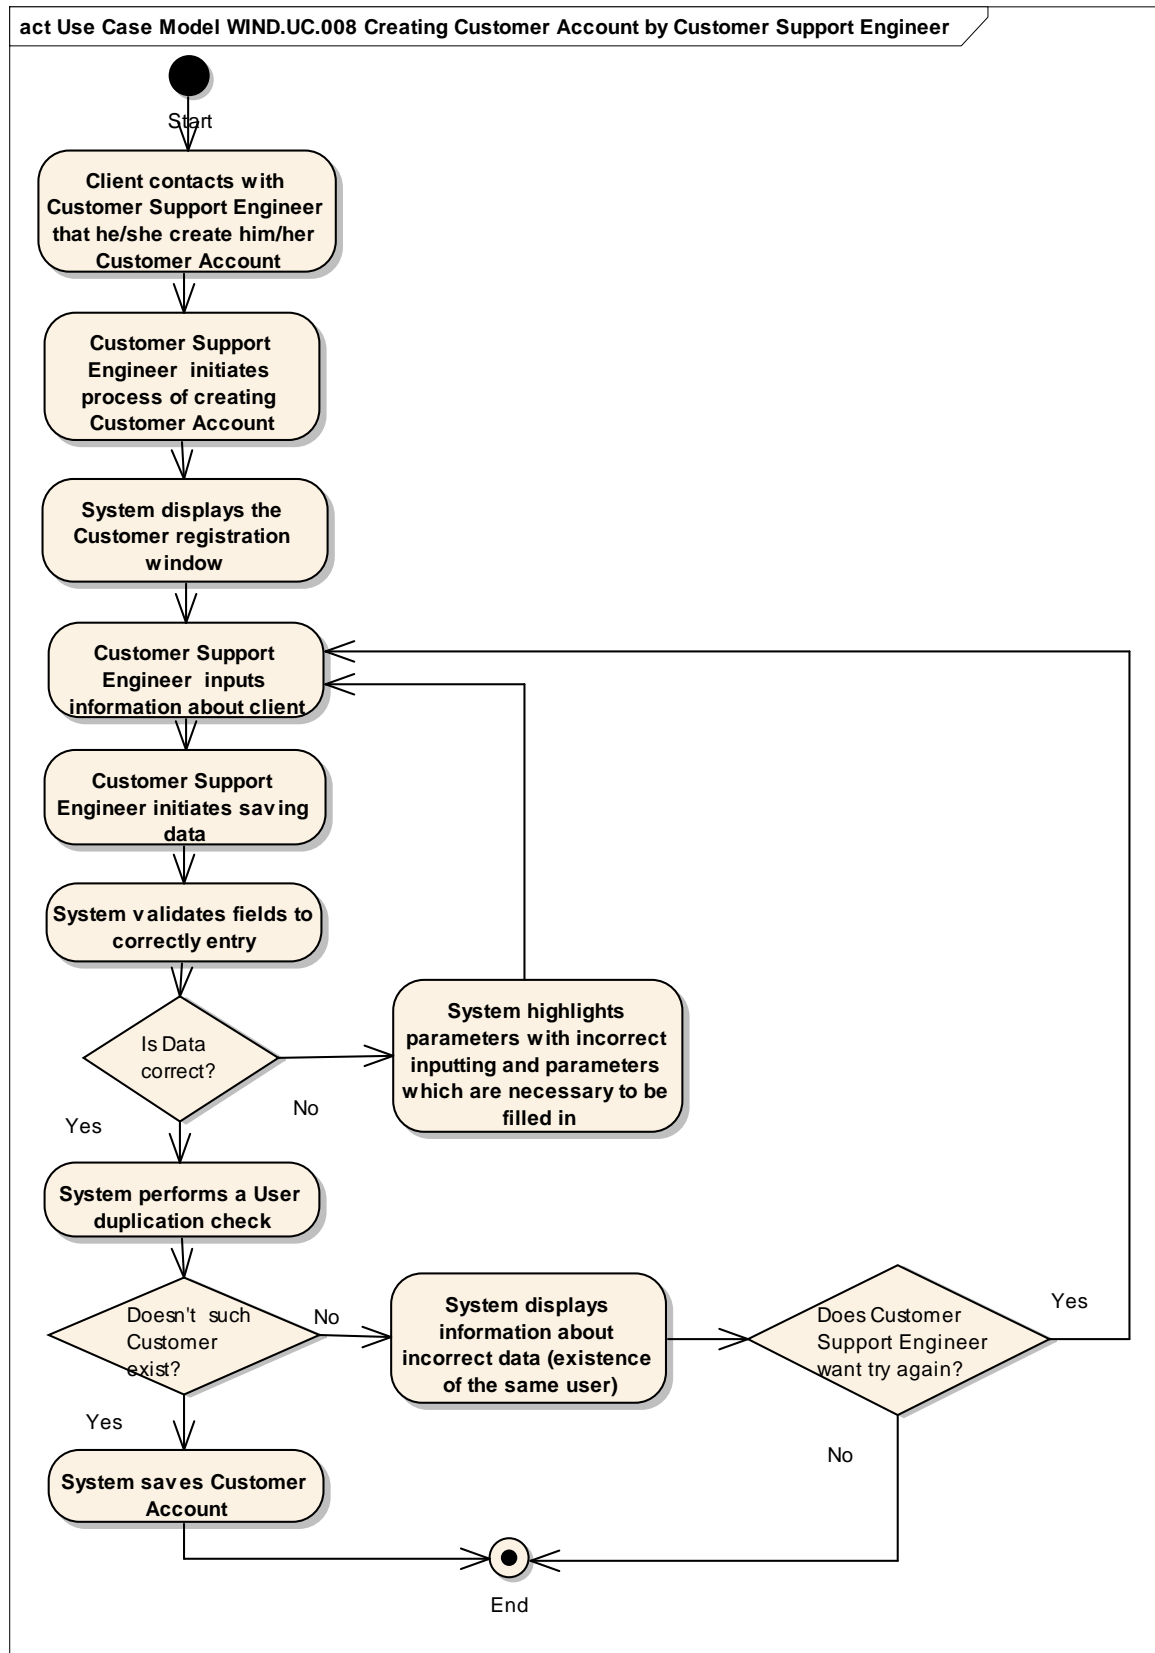 act Use Case Model WIND.UC.008 Creating Customer Account by Customer Support Engineer
Start
Client contacts with
Customer Support Engineer
that he/she create him/her
Customer Account
Customer Support
Engineer initiates
process of creating
Customer Account
System displays the
Customer registration
window
Customer Support
Engineer inputs
information about client
Customer Support
Engineer initiates saving
data
System validates fields to
correctly entry
Is Data
correct?
No
Yes
System highlights
parameters with incorrect
inputting and parameters
which are necessary to be
filled in
System performs a User
duplication check
Doesn't such
Customer
exist?
No
Yes
System displays
information about
incorrect data (existence
of the same user)
Does Customer
Support Engineer
want try again?
Yes
No
System saves Customer
Account
End